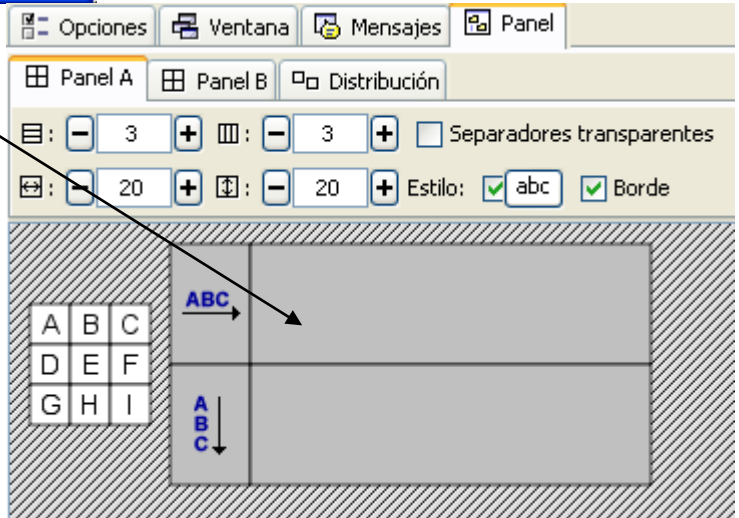 Opciones Ventana Mensajes Panel
Panel A Panel B Distribución
: 3 : 3 Separadores transparentes
: 20 : 20 Estilo: abc Borde
ABC
A B C
D E F
G H I
A
B
C